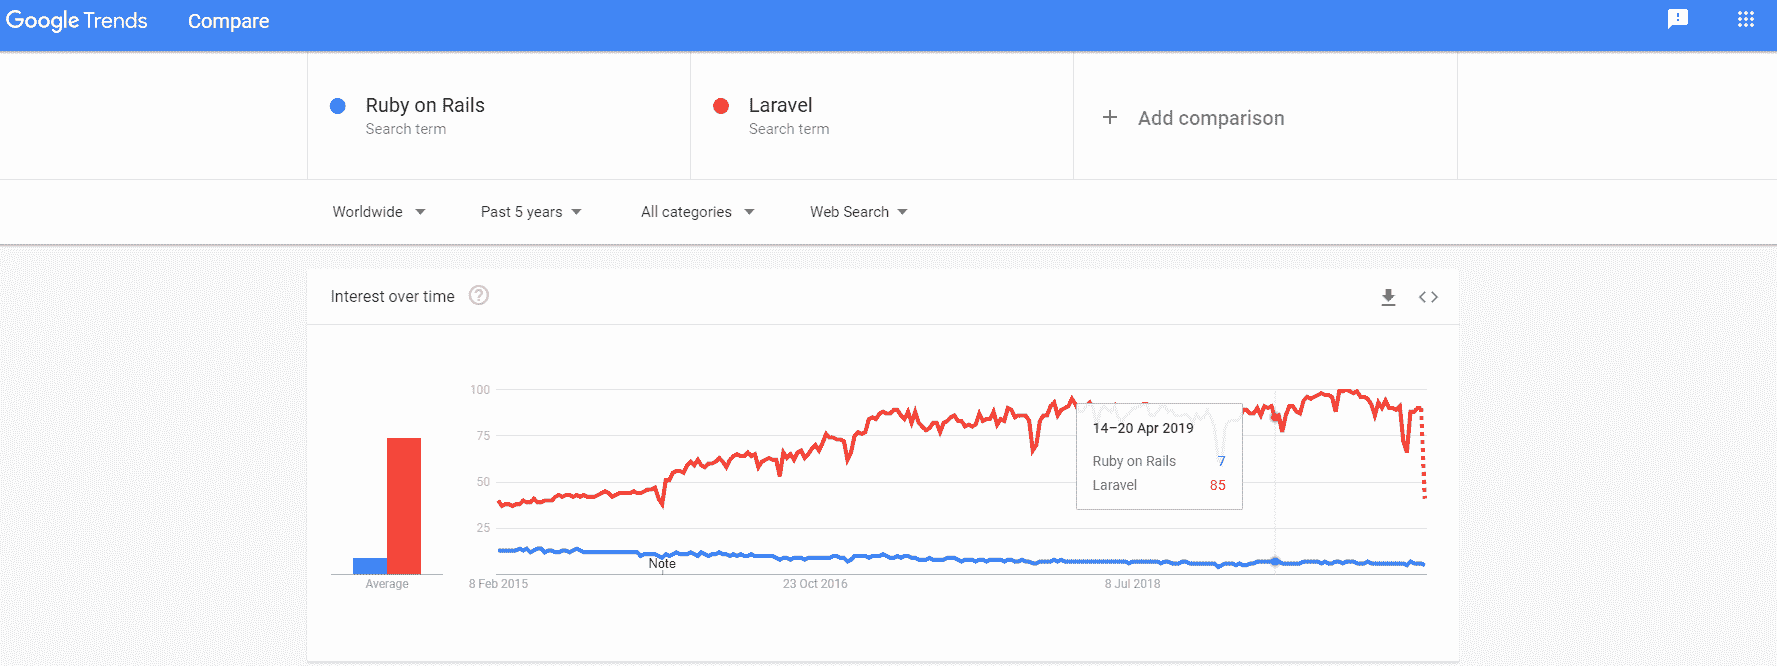 Google Trends Compare
Ruby on Rails
Search term
Laravel
Search term
+ Add comparison
Worldwide
Past 5 years
All categories
Web Search
Interest over time ?
100
75
50
25
14–20 Apr 2019
Ruby on Rails 7
Laravel 85
Note
Average
8 Feb 2015
23 Oct 2016
8 Jul 2018